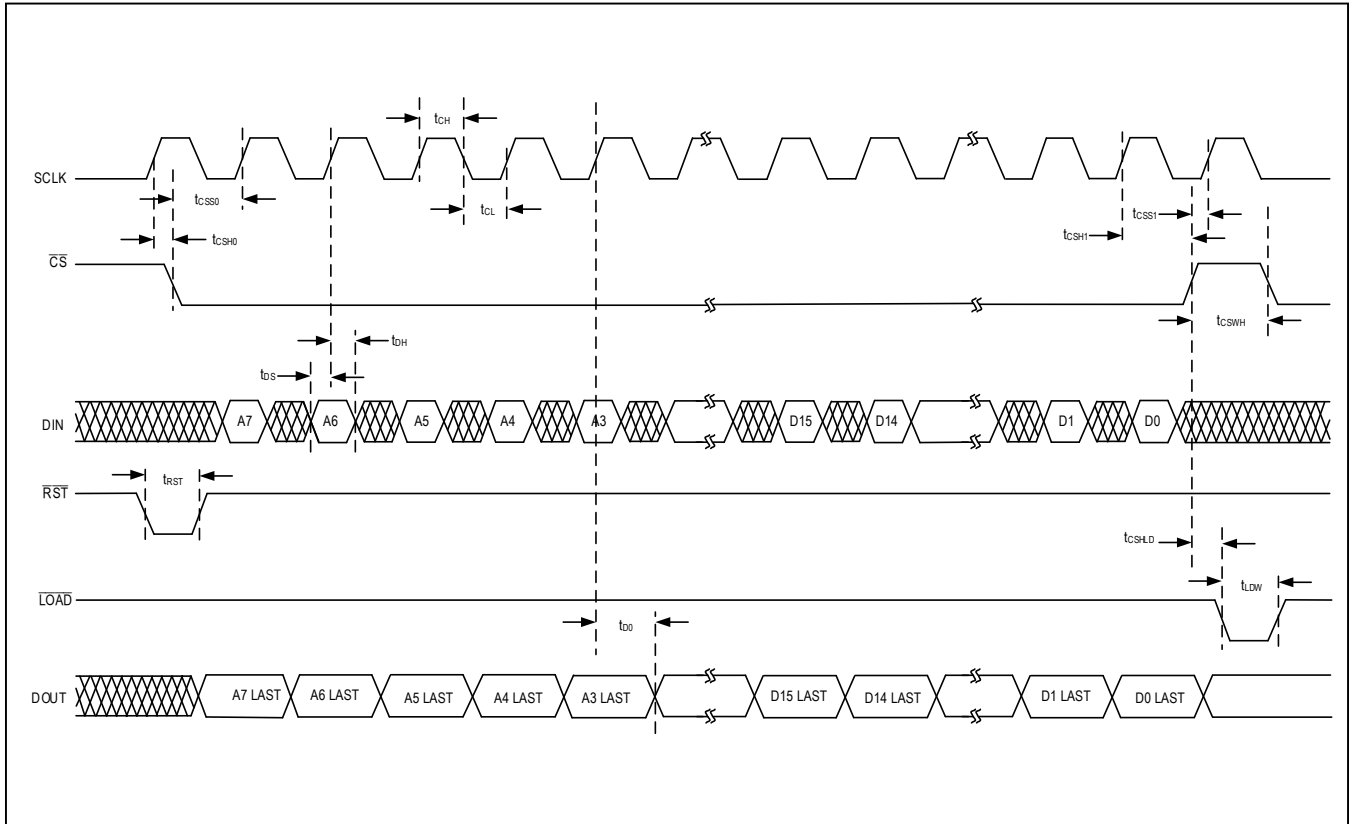 tCH
SCLK
tCSS0
tCL
tCSS1
tCSH0
tCSH1
CS
tCSWH
tDH
tDS
DIN
A7
A6
A5
A4
A3
D15
D14
D1
D0
tRST
RST
tCSHLD
tLDW
LOAD
tD0
DOUT
A7 LAST
A6 LAST
A5 LAST
A4 LAST
A3 LAST
D15 LAST
D14 LAST
D1 LAST
D0 LAST